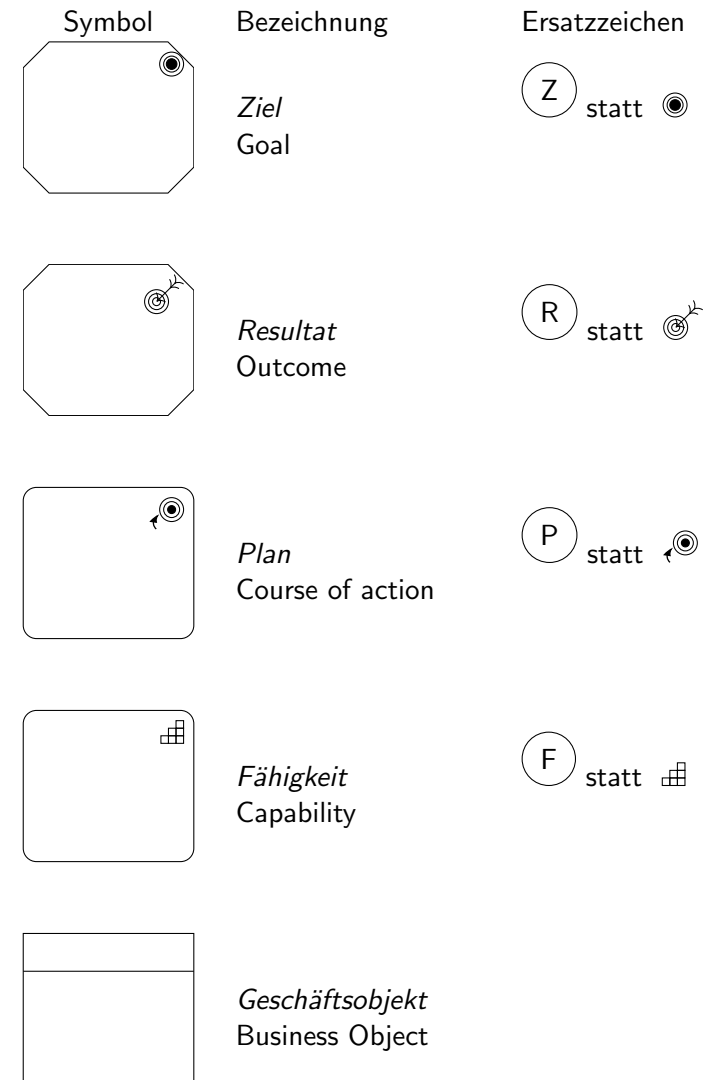 Symbol Bezeichnung Ersatzzeichen
Ziel
Goal
Z statt
Resultat
Outcome
R statt
Plan
Course of action
P statt
Fähigkeit
Capability
F statt
Geschäftsobjekt
Business Object